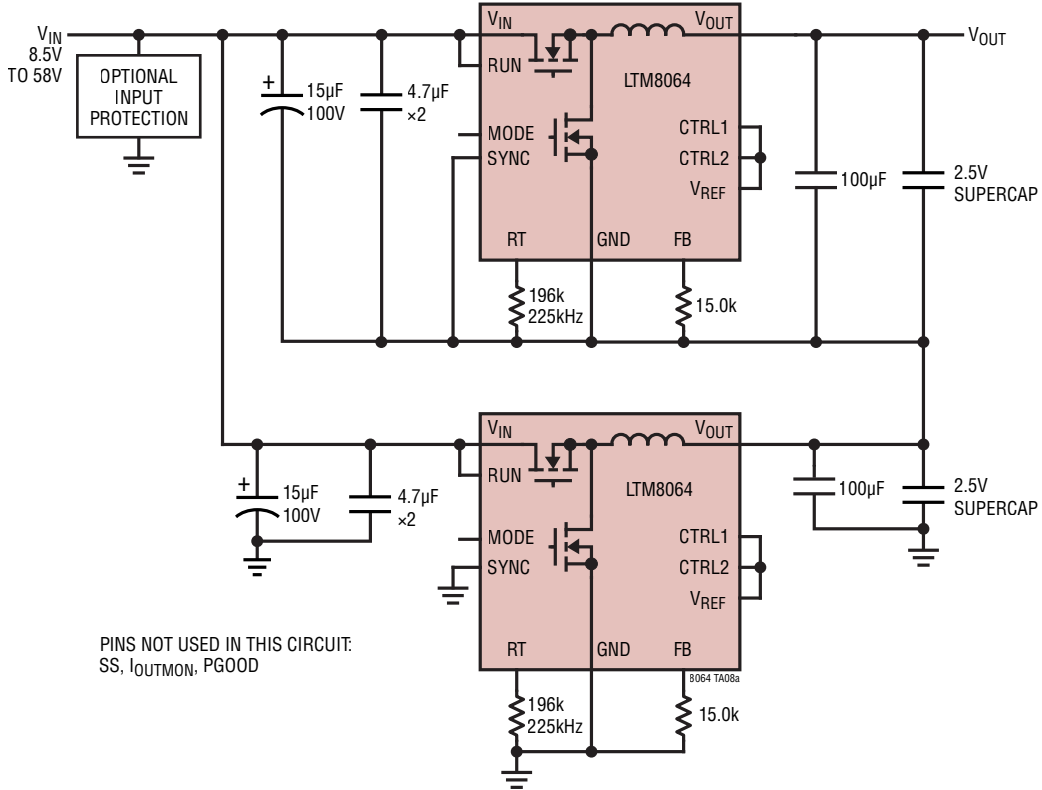 VIN
8.5V
TO 58V
OPTIONAL
INPUT
PROTECTION
+
15µF
100V
4.7µF
×2
VIN
RUN
MODE
SYNC
VOUT
LTM8064
CTRL1
CTRL2
VREF
RT
GND
FB
VOUT
100µF
2.5V
SUPERCAP
196k
225kHz
15.0k
+
15µF
100V
4.7µF
×2
VIN
RUN
MODE
SYNC
VOUT
LTM8064
CTRL1
CTRL2
VREF
RT
GND
FB
100µF
2.5V
SUPERCAP
8064 TA08a
196k
225kHz
15.0k
PINS NOT USED IN THIS CIRCUIT:
SS, IOUTMON, PGOOD